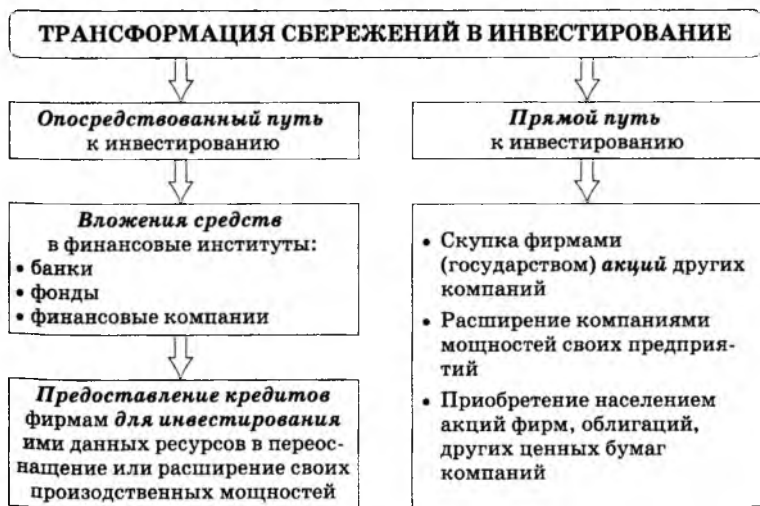 ТРАНСФОРМАЦИЯ СБЕРЕЖЕНИЙ В ИНВЕСТИРОВАНИЕ
Опосредствованный путь
к инвестированию
Вложения средств
в финансовые институты:
• банки
• фонды
• финансовые компании
Предоставление кредитов
фирмам для инвестирования
ими данных ресурсов в переос-
нащение или расширение своих
произодственных мощностей
Прямой путь
к инвестированию
• Скупка фирмами
(государством) акций других
компаний
• Расширение компаниями
мощностей своих предприя-
тий
• Приобретение населением
акций фирм, облигаций,
других ценных бумаг
компаний